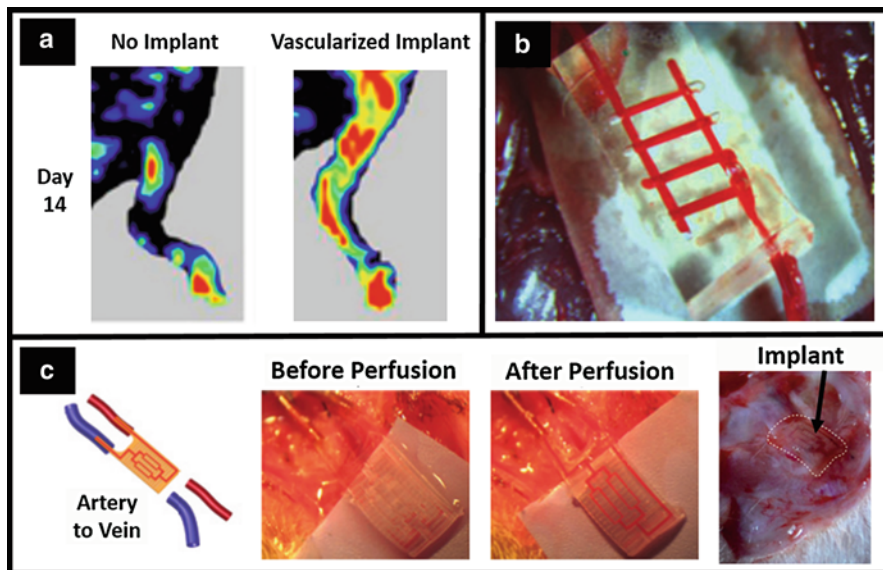 a
No Implant
Vascularized Implant
Day
14
b
c
Before Perfusion
After Perfusion
Implant
Artery
to Vein